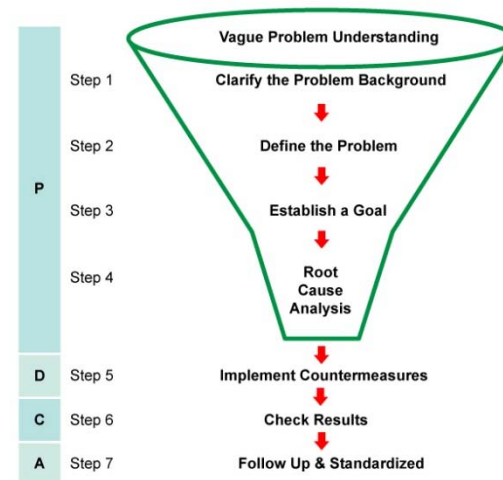 Vague Problem Understanding
Step 1 Clarify the Problem Background
Step 2 Define the Problem
P
Step 3 Establish a Goal
Step 4 Root
Cause
Analysis
D Step 5 Implement Countermeasures
C Step 6 Check Results
A Step 7 Follow Up & Standardized